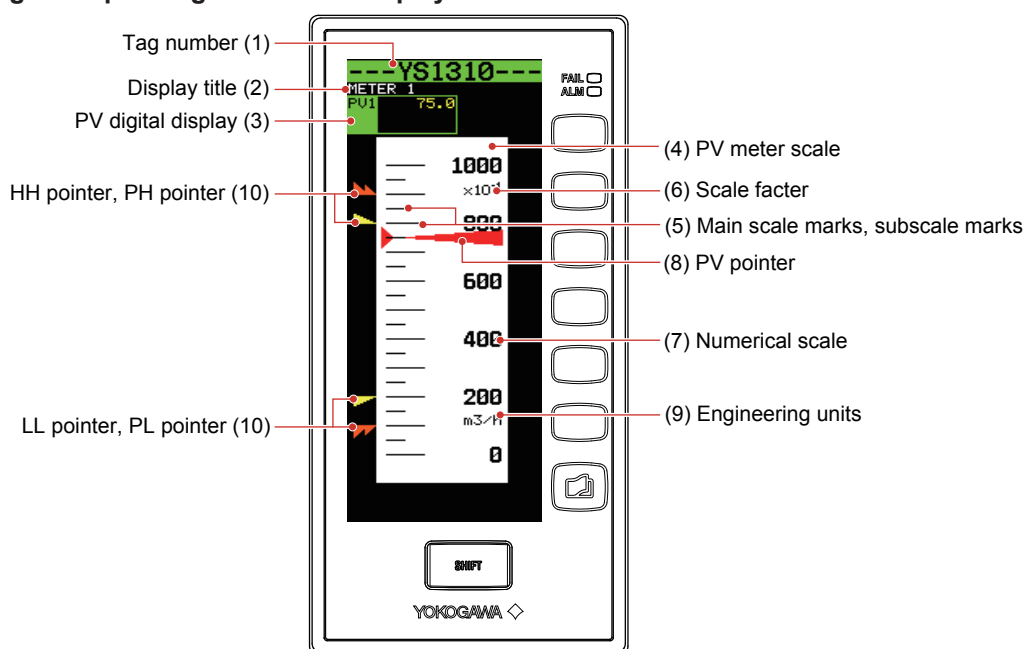 Tag number (1)
Display title (2)
PV digital display (3)
HH pointer, PH pointer (10)
LL pointer, PL pointer (10)
---YS1310---
METER 1
PV1 75.0
1000
800
600
400
200
m3/h
0
FAIL
ALM
(4) PV meter scale
(6) Scale facter
(5) Main scale marks, subscale marks
(8) PV pointer
(7) Numerical scale
(9) Engineering units
SHIFT
YOKOGAWA